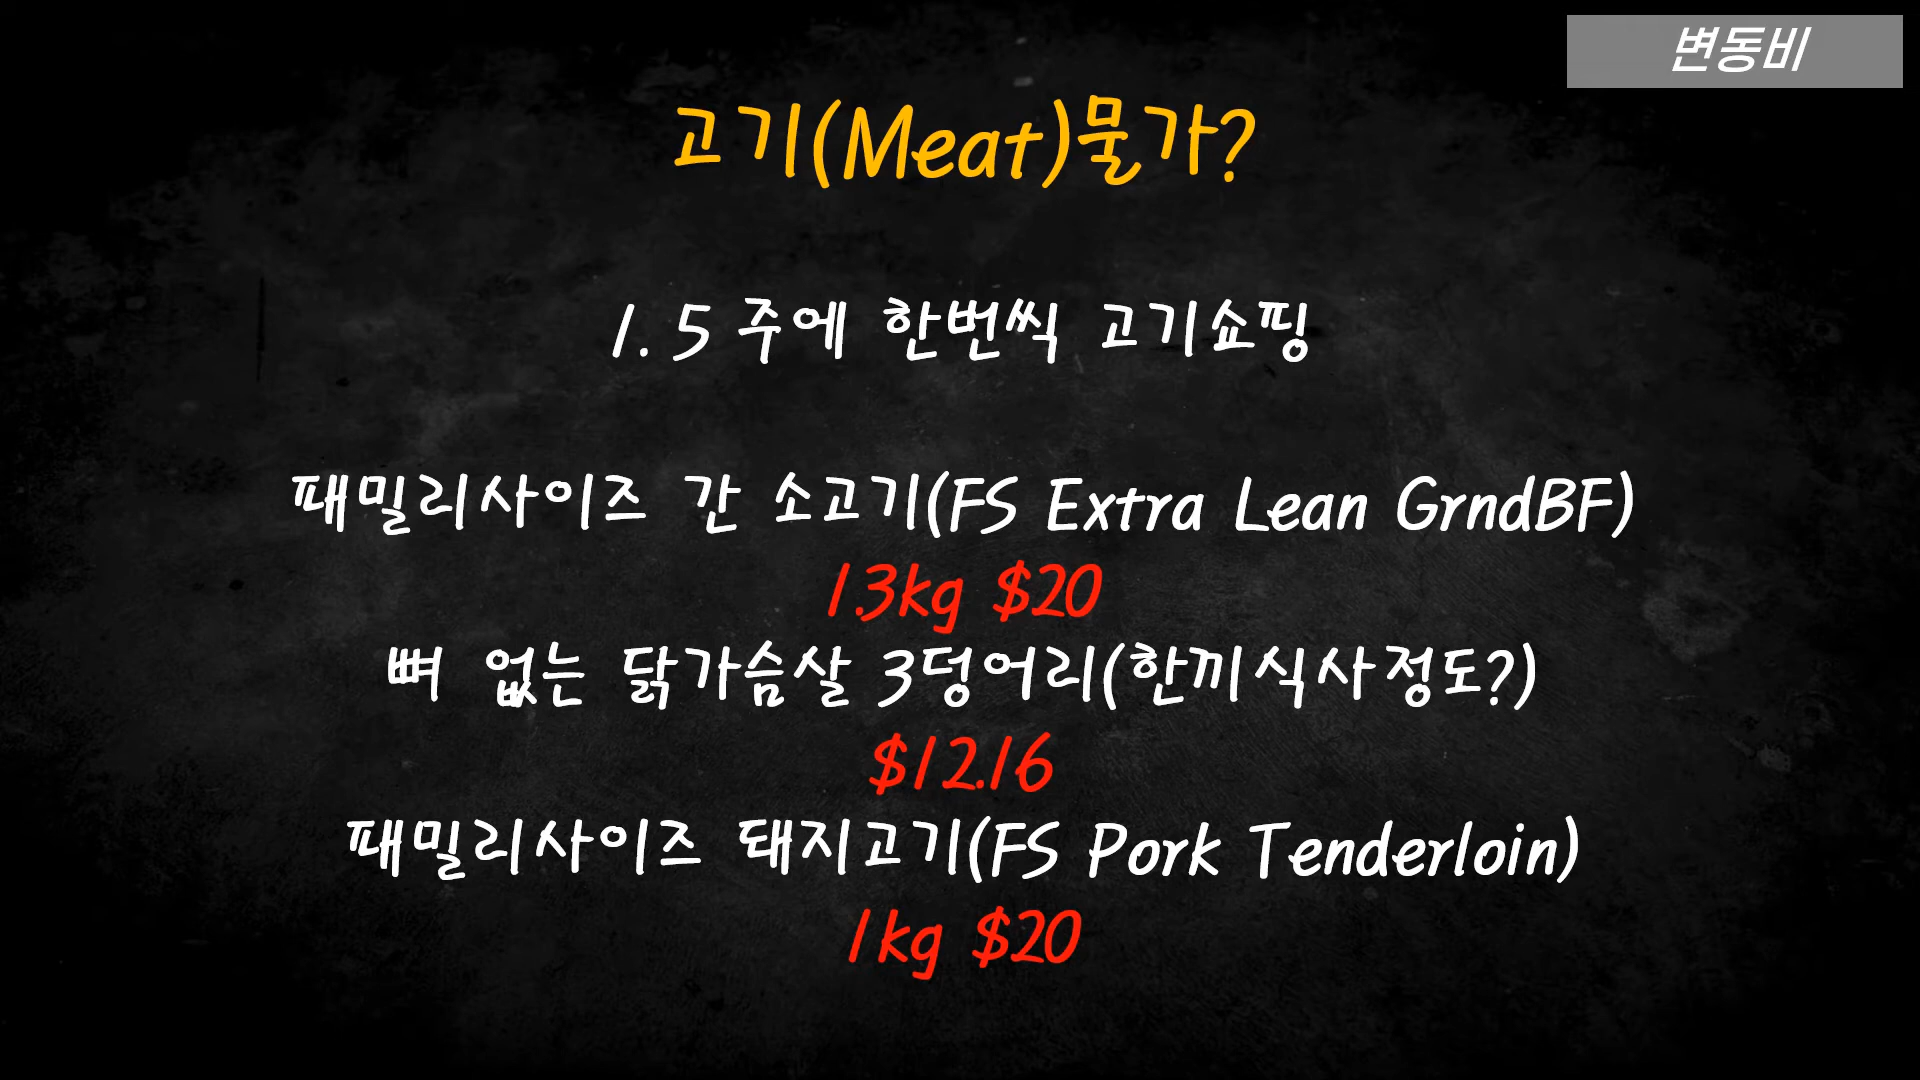 변동비
고기(Meat)물가?
1.5주에 한번씩 고기쇼핑
패밀리사이즈 간 소고기(FS Extra Lean GrndBF)
1.3kg $20
뼈 없는 닭가슴살 3덩어리(한끼식사정도?)
$12.16
패밀리사이즈 돼지고기(FS Pork Tenderloin)
1kg $20